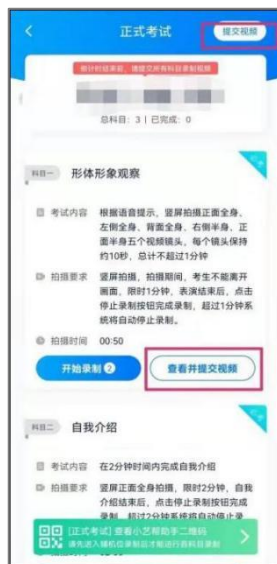 正式考试
提交视频
倒计时结束前，请提交所有科目录制视频
总科目：3 | 已完成：0
科目一 形体形象观察
必考
考试内容 根据语音提示，竖屏拍摄正面全身、
左侧全身、背面全身、右侧半身、正
面半身五个视频镜头，每个镜头保持
约10秒，总计不超过1分钟
拍摄要求 竖屏拍摄，拍摄期间，考生不能离开
画面，限时1分钟，表演结束后，点击
停止录制按钮完成录制，超过1分钟系
统将自动停止录制。
拍摄时间 00:50
开始录制 2
查看并提交视频
科目二 自我介绍
考试内容 在2分钟时间内完成自我介绍
拍摄要求 竖屏正面全身拍摄，限时2分钟，自我
介绍结束后，点击停止录制按钮完成
录制，超过2分钟系统将自动停止录
[正式考试] 查看小艺帮助手二维码
请先进入辅机位录制后才能进行各科目录制